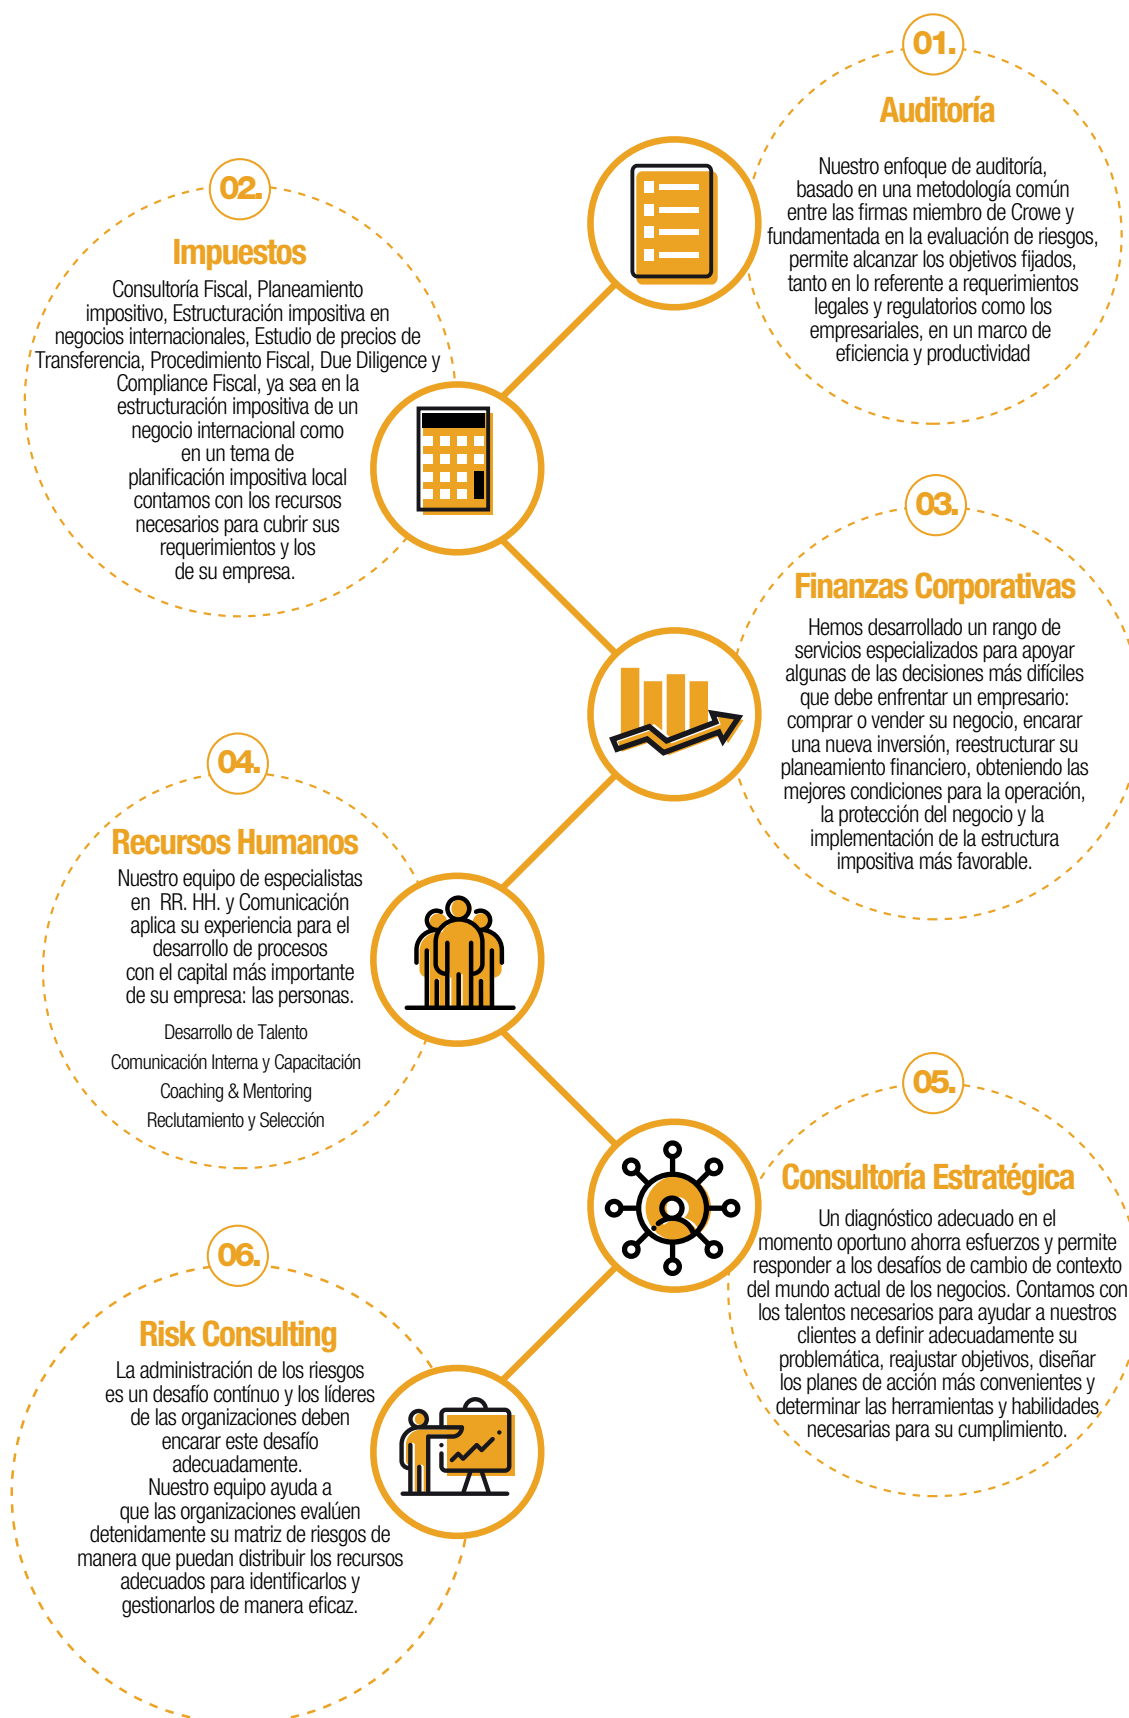 01.
Auditoría
Nuestro enfoque de auditoría,
basado en una metodología común
entre las firmas miembro de Crowe y
fundamentada en la evaluación de riesgos,
permite alcanzar los objetivos fijados,
tanto en lo referente a requerimientos
legales y regulatorios como los
empresariales, en un marco de
eficiencia y productividad
02.
Impuestos
Consultoría Fiscal, Planeamiento
impositivo, Estructuración impositiva en
negocios internacionales, Estudio de precios de
Transferencia, Procedimiento Fiscal, Due Diligence y
Compliance Fiscal, ya sea en la
estructuración impositiva de un
negocio internacional como
en un tema de
planificación impositiva local
contamos con los recursos
necesarios para cubrir sus
requerimientos y los
de su empresa.
03.
Finanzas Corporativas
Hemos desarrollado un rango de
servicios especializados para apoyar
algunas de las decisiones más difíciles
que debe enfrentar un empresario:
comprar o vender su negocio, encarar
una nueva inversión, reestructurar su
planeamiento financiero, obteniendo las
mejores condiciones para la operación,
la protección del negocio y la
implementación de la estructura
impositiva más favorable.
04.
Recursos Humanos
Nuestro equipo de especialistas
en RR. HH. y Comunicación
aplica su experiencia para el
desarrollo de procesos
con el capital más importante
de su empresa: las personas.
Desarrollo de Talento
Comunicación Interna y Capacitación
Coaching & Mentoring
Reclutamiento y Selección
05.
Consultoría Estratégica
Un diagnóstico adecuado en el
momento oportuno ahorra esfuerzos y permite
responder a los desafíos de cambio de contexto
del mundo actual de los negocios. Contamos con
los talentos necesarios para ayudar a nuestros
clientes a definir adecuadamente su
problemática, reajustar objetivos, diseñar
los planes de acción más convenientes y
determinar las herramientas y habilidades
necesarias para su cumplimiento.
06.
Risk Consulting
La administración de los riesgos
es un desafío contínuo y los líderes
de las organizaciones deben
encarar este desafío
adecuadamente.
Nuestro equipo ayuda a
que las organizaciones evalúen
detenidamente su matriz de riesgos de
manera que puedan distribuir los recursos
adecuados para identificarlos y
gestionarlos de manera eficaz.